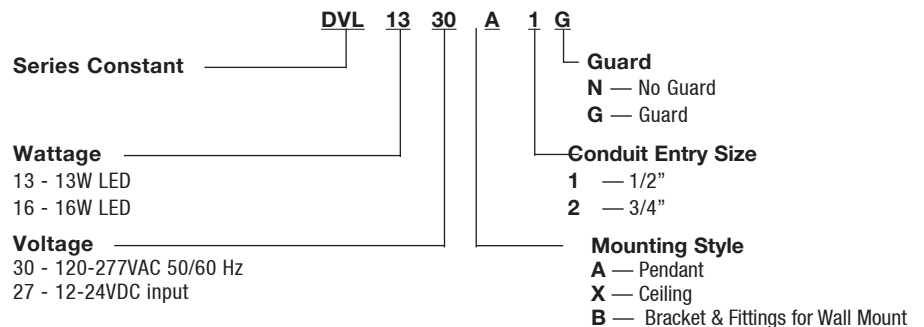 DVL 13 30 A 1 G
Series Constant
Guard
N — No Guard
G — Guard
Wattage
13 - 13W LED
16 - 16W LED
Conduit Entry Size
1 — 1/2”
2 — 3/4”
Voltage
30 - 120-277VAC 50/60 Hz
27 - 12-24VDC input
Mounting Style
A — Pendant
X — Ceiling
B — Bracket & Fittings for Wall Mount